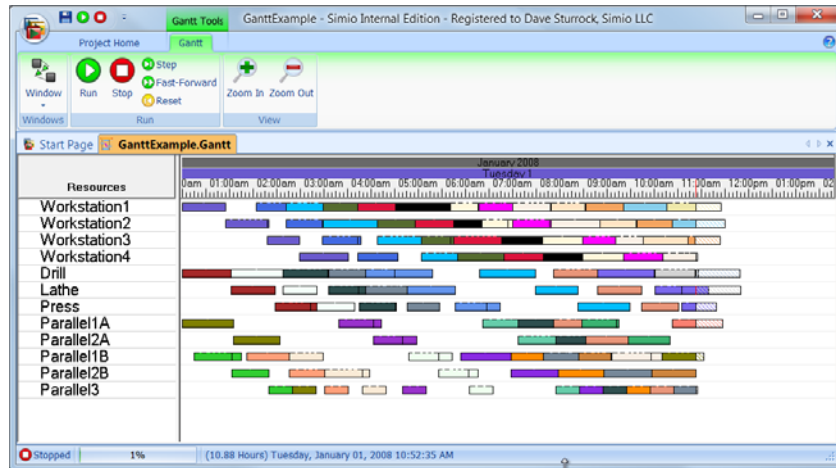 Gantt Tools
GanttExample - Simio Internal Edition - Registered to Dave Sturrock, Simio LLC
Project Home Gantt
Window Run Stop Step Fast-Forward Reset Zoom In Zoom Out
Windows Run View
Start Page GanttExample.Gantt
January 2008
Tuesday 1
Resources
01:00am 02:00am 03:00am 04:00am 05:00am 06:00am 07:00am 08:00am 09:00am 10:00am 12:00pm 01:00pm
Workstation1
Workstation2
Workstation3
Workstation4
Drill
Lathe
Press
Parallel1A
Parallel2A
Parallel1B
Parallel2B
Parallel3
Stopped 1% (10.88 Hours) Tuesday, January 01, 2008 10:52:35 AM